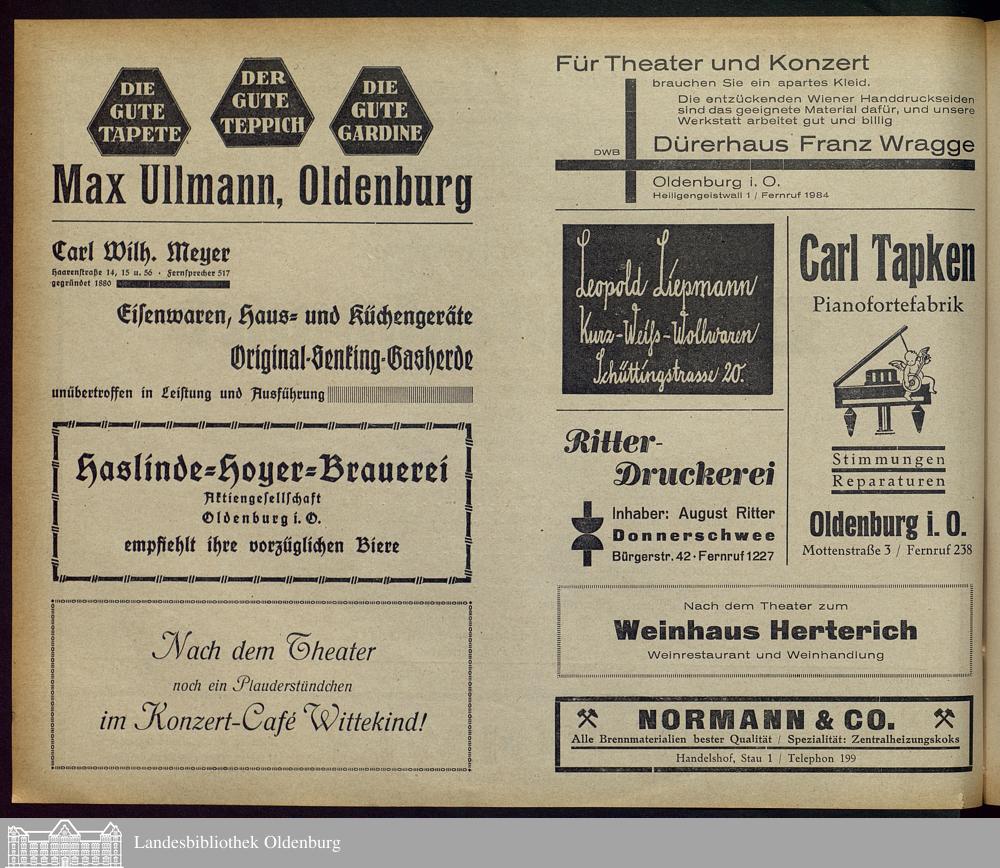 DIE
GUTE
TAPETE
DER
GUTE
TEPPICH
DIE
GUTE
GARDINE
Max Ullmann, Oldenburg
Carl Wilh. Meyer
Haarenstraße 14, 15 u. 56 · Fernsprecher 517
gegründet 1880
Eisenwaren, Haus- und Küchengeräte
Original-Senking-Gasherde
unübertroffen in Leistung und Ausführung
Haslinde-Hoyer-Brauerei
Aktiengesellschaft
Oldenburg i. O.
empfiehlt ihre vorzüglichen Biere
Nach dem Theater
noch ein Plauderstündchen
im Konzert-Café Wittekind!
Für Theater und Konzert
brauchen Sie ein apartes Kleid.
Die entzückenden Wiener Handdruckseiden
sind das geeignete Material dafür, und unsere
Werkstatt arbeitet gut und billig
DWB
Dürerhaus Franz Wragge
Oldenburg i. O.
Heiligengeistwall 1 / Fernruf 1984
Leopold Liepmann
Kurz-Weiß-Wollwaren
Schüttingstrasse 20.
Ritter-
Druckerei
Inhaber: August Ritter
Donnerschwee
Bürgerstr. 42 · Fernruf 1227
Carl Tapken
Pianofortefabrik
Stimmungen
Reparaturen
Oldenburg i. O.
Mottenstraße 3 / Fernruf 238
Nach dem Theater zum
Weinhaus Herterich
Weinrestaurant und Weinhandlung
NORMANN & CO.
Alle Brennmaterialien bester Qualität / Spezialität: Zentralheizungskoks
Handelshof, Stau 1 / Telephon 199
Landesbibliothek Oldenburg